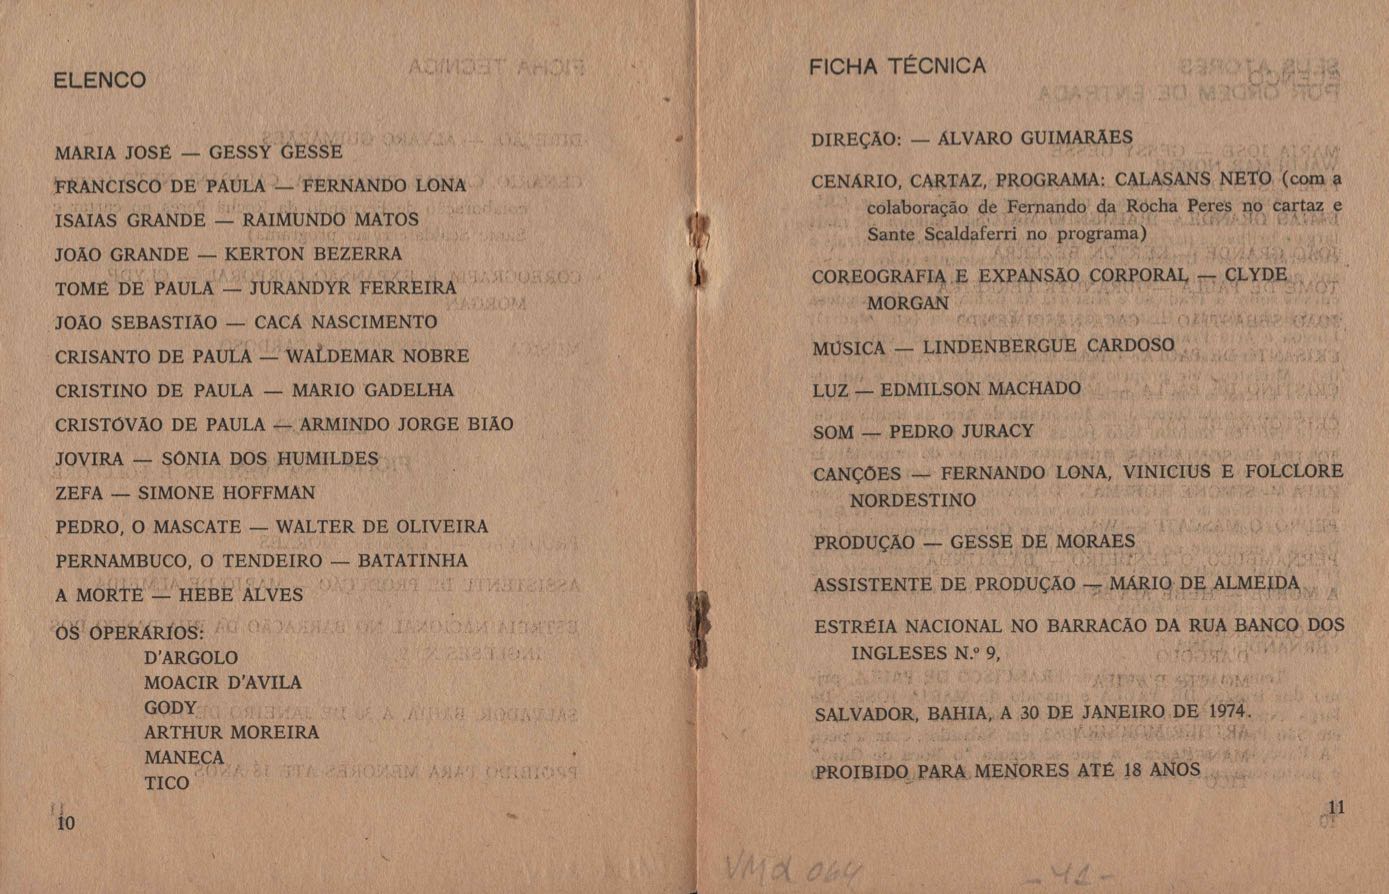 ELENCO
MARIA JOSÉ — GESSY GESSE
FRANCISCO DE PAULA — FERNANDO LONA
ISAIAS GRANDE — RAIMUNDO MATOS
JOÃO GRANDE — KERTON BEZERRA
TOMÉ DE PAULA — JURANDYR FERREIRA
JOÃO SEBASTIÃO — CACÁ NASCIMENTO
CRISANTO DE PAULA — WALDEMAR NOBRE
CRISTINO DE PAULA — MARIO GADELHA
CRISTÓVÃO DE PAULA — ARMINDO JORGE BIÃO
JOVIRA — SÔNIA DOS HUMILDES
ZEFA — SIMONE HOFFMAN
PEDRO, O MASCATE — WALTER DE OLIVEIRA
PERNAMBUCO, O TENDEIRO — BATATINHA
A MORTE — HEBE ALVES
OS OPERÁRIOS:
D'ARGOLO
MOACIR D'AVILA
GODY
ARTHUR MOREIRA
MANECA
TICO
10
FICHA TÉCNICA
DIREÇÃO: — ÁLVARO GUIMARÃES
CENÁRIO, CARTAZ, PROGRAMA: CALASANS NETO (com a
colaboração de Fernando da Rocha Peres no cartaz e
Sante Scaldaferri no programa)
COREOGRAFIA E EXPANSÃO CORPORAL — CLYDE
MORGAN
MÚSICA — LINDENBERGUE CARDOSO
LUZ — EDMILSON MACHADO
SOM — PEDRO JURACY
CANÇÕES — FERNANDO LONA, VINICIUS E FOLCLORE
NORDESTINO
PRODUÇÃO — GESSE DE MORAES
ASSISTENTE DE PRODUÇÃO — MÁRIO DE ALMEIDA
ESTRÉIA NACIONAL NO BARRACÃO DA RUA BANCO DOS
INGLESES N.º 9,
SALVADOR, BAHIA, A 30 DE JANEIRO DE 1974.
PROIBIDO PARA MENORES ATÉ 18 ANOS
11
VMd 064
- 41 -